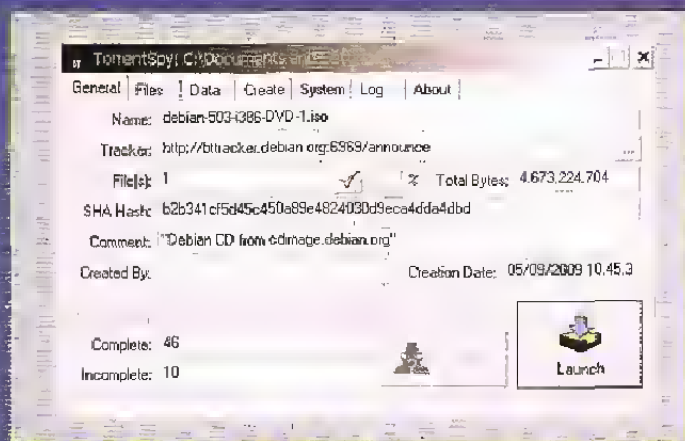 TorrentSpy: C:\Documents and
General Files Data Create System Log About
Name: debian-503-i386-DVD-1.iso
Tracker: http://bttracker.debian.org:6969/announce
File(s): 1 % Total Bytes: 4.673.224.704
SHA Hash: b2b341cf5d45c450a89e4824030d9eca4dda4dbd
Comment: "Debian CD from cdimage.debian.org"
Created By: Creation Date: 05/09/2009 10.45.3
Complete: 46
Incomplete: 10
Launch